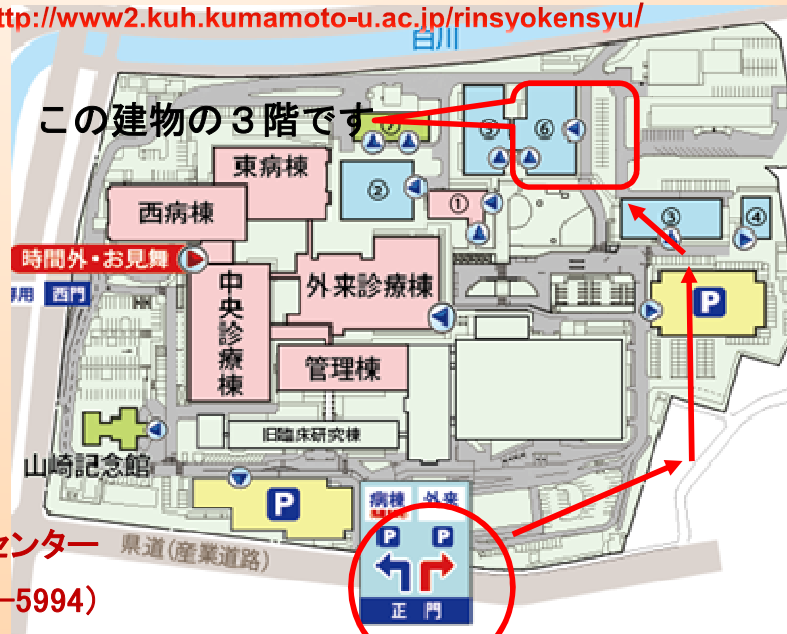 ttp://www2.kuh.kumamoto-u.ac.jp/rinsyokensyu/
白川
この建物の３階です
⑦
⑤
⑥
東病棟
②
①
③
④
西病棟
時間外・お見舞
専用 西門
中央診療棟
外来診療棟
P
管理棟
旧臨床研究棟
山崎記念館
P
病棟 外来
P P
正門
センター
県道(産業道路)
-5994）